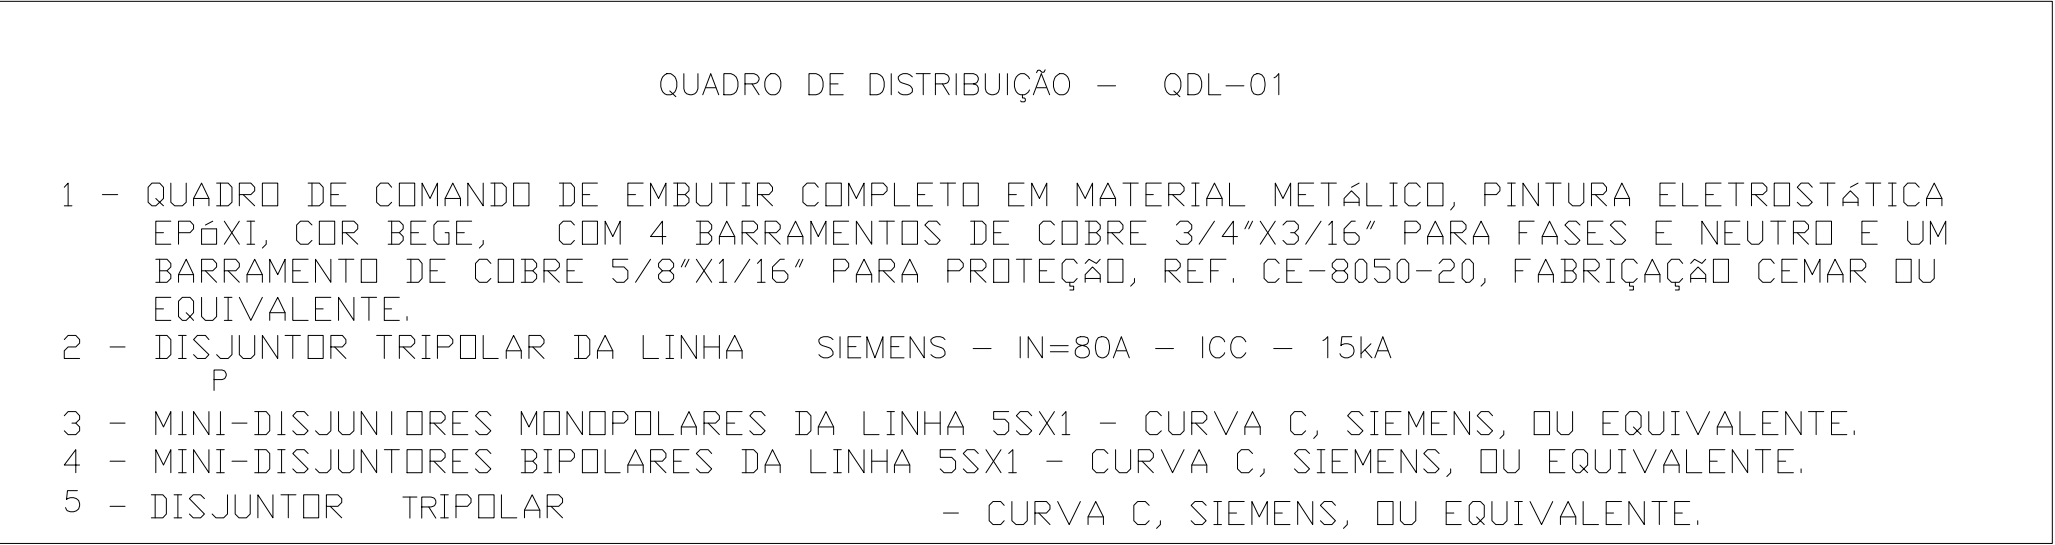 QUADRO DE DISTRIBUIÇÃO – QDL–01
1 - QUADRO DE COMANDO DE EMBUTIR COMPLETO EM MATERIAL METáLICO, PINTURA ELETROSTáTICA
EPóXI, COR BEGE, COM 4 BARRAMENTOS DE COBRE 3/4"X3/16" PARA FASES E NEUTRO E UM
BARRAMENTO DE COBRE 5/8"X1/16" PARA PROTEÇãO, REF. CE-8050-20, FABRIÇAÇãO CEMAR OU
EQUIVALENTE.
2 - DISJUNTOR TRIPOLAR DA LINHA SIEMENS – IN=80A – ICC – 15kA
P
3 - MINI-DISJUNIORES MONOPOLARES DA LINHA 5SX1 - CURVA C, SIEMENS, OU EQUIVALENTE.
4 - MINI-DISJUNTORES BIPOLARES DA LINHA 5SX1 - CURVA C, SIEMENS, OU EQUIVALENTE.
5 - DISJUNTOR TRIPOLAR - CURVA C, SIEMENS, OU EQUIVALENTE.